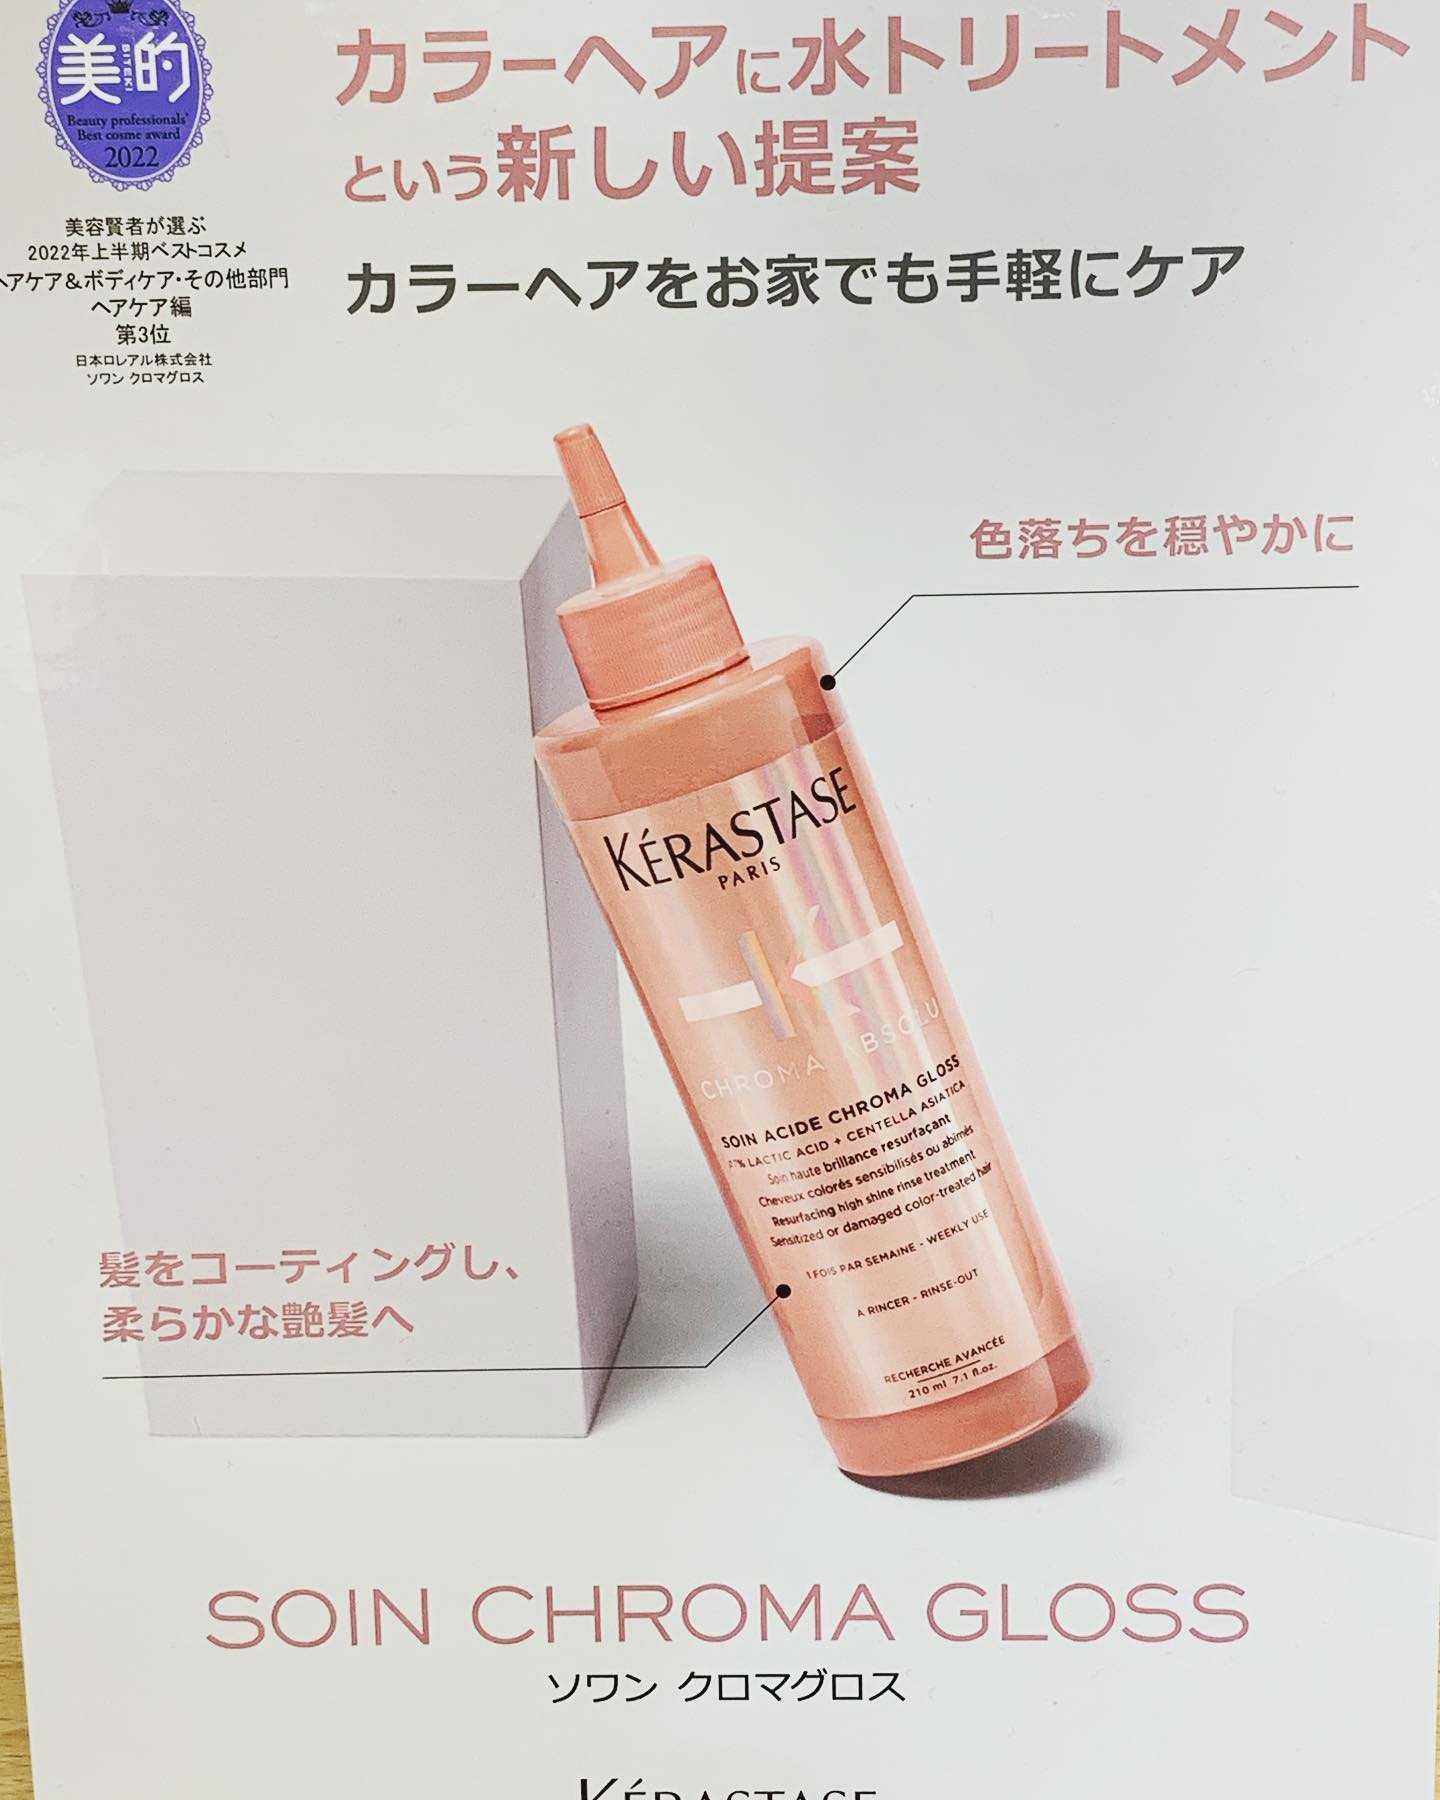 美的
BITEKI
Beauty professionals'
Best cosme award
2022
美容賢者が選ぶ
2022年上半期ベストコスメ
ヘアケア&ボディケア・その他部門
ヘアケア編
第3位
日本ロレアル株式会社
ソワン クロマグロス
カラーヘアに水トリートメント
という新しい提案
カラーヘアをお家でも手軽にケア
色落ちを穏やかに
KÉRASTASE
PARIS
K
CHROMA ABSOLU
SOIN ACIDE CHROMA GLOSS
LACTIC ACID + CENTELLA ASIATICA
Soin haute brillance resurfaçant
Cheveux colorés sensibilisés ou abîmés
Resurfacing high shine rinse treatment
Sensitized or damaged color-treated hair
1 FOIS PAR SEMAINE - WEEKLY USE
A RINCER - RINSE-OUT
RECHERCHE AVANCÉE
210 ml 7.1 fl.oz.
髪をコーティングし、
柔らかな艶髪へ
SOIN CHROMA GLOSS
ソワン クロマグロス
KÉRASTASE